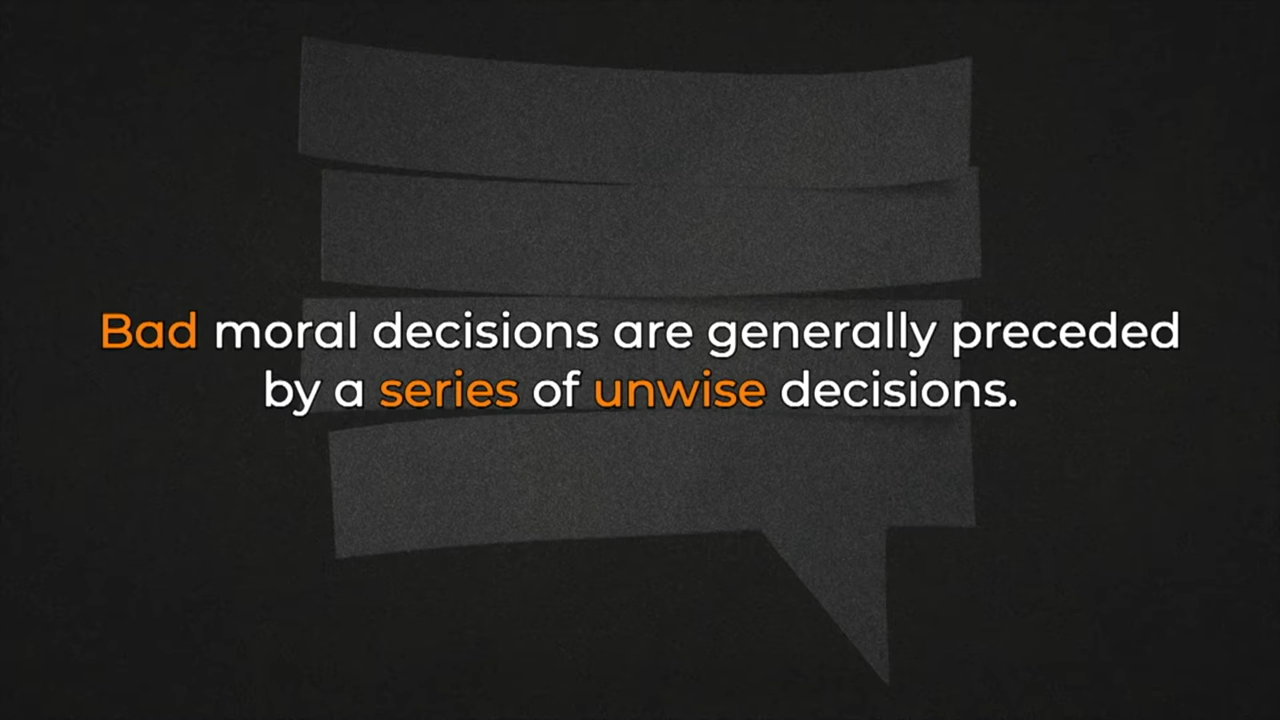 Bad moral decisions are generally preceded
by a series of unwise decisions.